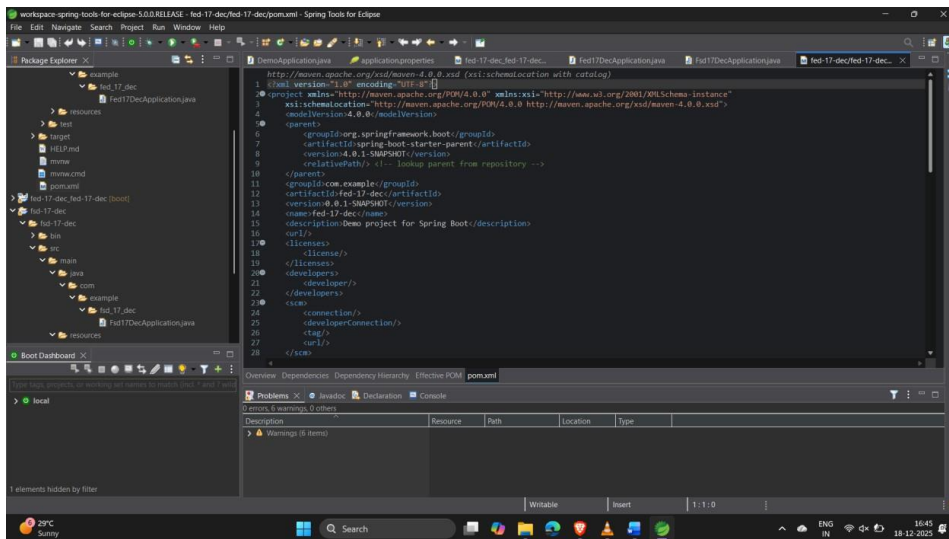 workspace-spring-tools-for-eclipse-5.0.0.RELEASE - fed-17-dec/fed-17-dec/pom.xml - Spring Tools for Eclipse
File Edit Navigate Search Project Run Window Help
Package Explorer
example
fed_17_dec
Fed17DecApplication.java
resources
test
target
HELP.md
mvnw
mvnw.cmd
pom.xml
fed-17-dec_fed-17-dec [boot]
fsd-17-dec
fsd-17-dec
bin
src
main
java
com
example
fsd_17_dec
Fsd17DecApplication.java
resources
DemoApplication.java application.properties fed-17-dec_fed-17-dec... Fed17DecApplication.java Fsd17DecApplication.java fed-17-dec/fed-17-dec...
http://maven.apache.org/xsd/maven-4.0.0.xsd (xsi:schemaLocation with catalog)
1 <?xml version="1.0" encoding="UTF-8"?>
2 <project xmlns="http://maven.apache.org/POM/4.0.0" xmlns:xsi="http://www.w3.org/2001/XMLSchema-instance"
3 xsi:schemaLocation="http://maven.apache.org/POM/4.0.0 http://maven.apache.org/xsd/maven-4.0.0.xsd">
4 <modelVersion>4.0.0</modelVersion>
5 <parent>
6 <groupId>org.springframework.boot</groupId>
7 <artifactId>spring-boot-starter-parent</artifactId>
8 <version>4.0.1-SNAPSHOT</version>
9 <relativePath/> <!-- lookup parent from repository -->
10 </parent>
11 <groupId>com.example</groupId>
12 <artifactId>fed-17-dec</artifactId>
13 <version>0.0.1-SNAPSHOT</version>
14 <name>fed-17-dec</name>
15 <description>Demo project for Spring Boot</description>
16 <url/>
17 <licenses>
18 <license/>
19 </licenses>
20 <developers>
21 <developer/>
22 </developers>
23 <scm>
24 <connection/>
25 <developerConnection/>
26 <tag/>
27 <url/>
28 </scm>
Overview Dependencies Dependency Hierarchy Effective POM pom.xml
Boot Dashboard
Type tags, projects, or working set names to match (incl. * and ? wild
local
1 elements hidden by filter
Problems Javadoc Declaration Console
0 errors, 6 warnings, 0 others
Description Resource Path Location Type
Warnings (6 items)
Writable Insert 1:1:0
29°C
Sunny
Search
ENG
IN
16:45
18-12-2025